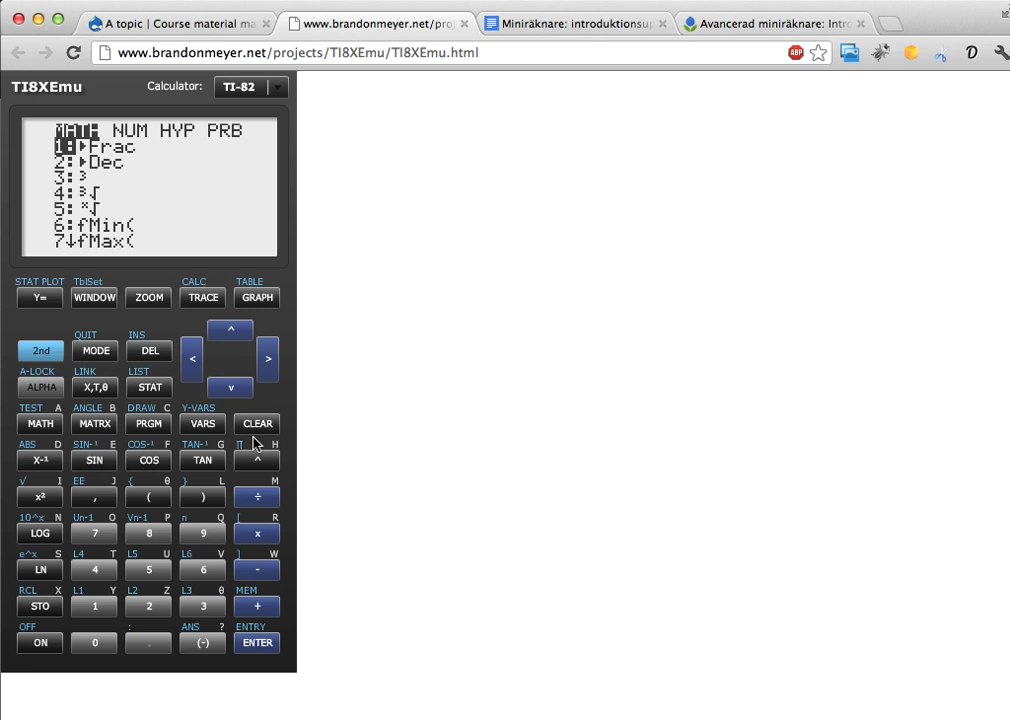 A topic | Course material ma
www.brandonmeyer.net/proj
Miniräknare: introduktionsup
Avancerad miniräknare: Intro
www.brandonmeyer.net/projects/TI8XEmu/TI8XEmu.html
ABP
TI8XEmu Calculator: TI-82
MATH NUM HYP PRB
1:▸Frac
2:▸Dec
3:³
4:³√
5:ˣ√
6:fMin(
7↓fMax(
STAT PLOT TblSet CALC TABLE
Y= WINDOW ZOOM TRACE GRAPH
^
QUIT INS
2nd MODE DEL < >
A-LOCK LINK LIST
ALPHA X,T,θ STAT v
TEST A ANGLE B DRAW C Y-VARS
MATH MATRX PRGM VARS CLEAR
ABS D SIN-¹ E COS-¹ F TAN-¹ G Π H
X-¹ SIN COS TAN ^
√ I EE J { θ } L M
x² , ( ) ÷
10^x N Un-1 O Vn-1 P n Q [ R
LOG 7 8 9 x
e^x S L4 T L5 U L6 V ] W
LN 4 5 6 -
RCL X L1 Y L2 Z L3 θ MEM
STO 1 2 3 +
OFF : ANS ? ENTRY
ON 0 . (-) ENTER